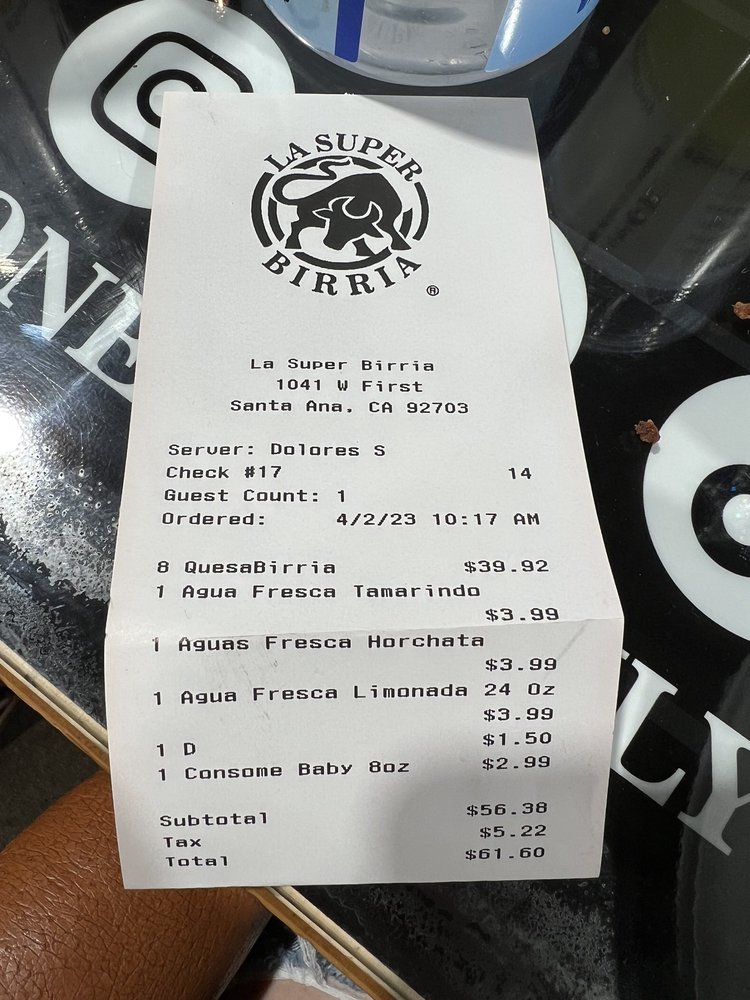 LA SUPER
BIRRIA
®
La Super Birria
1041 W First
Santa Ana, CA 92703
Server: Dolores S
Check #17 14
Guest Count: 1
Ordered: 4/2/23 10:17 AM
8 QuesaBirria $39.92
1 Agua Fresca Tamarindo
$3.99
1 Aguas Fresca Horchata
$3.99
1 Agua Fresca Limonada 24 Oz
$3.99
1 D $1.50
1 Consome Baby 8oz $2.99
Subtotal $56.38
Tax $5.22
Total $61.60